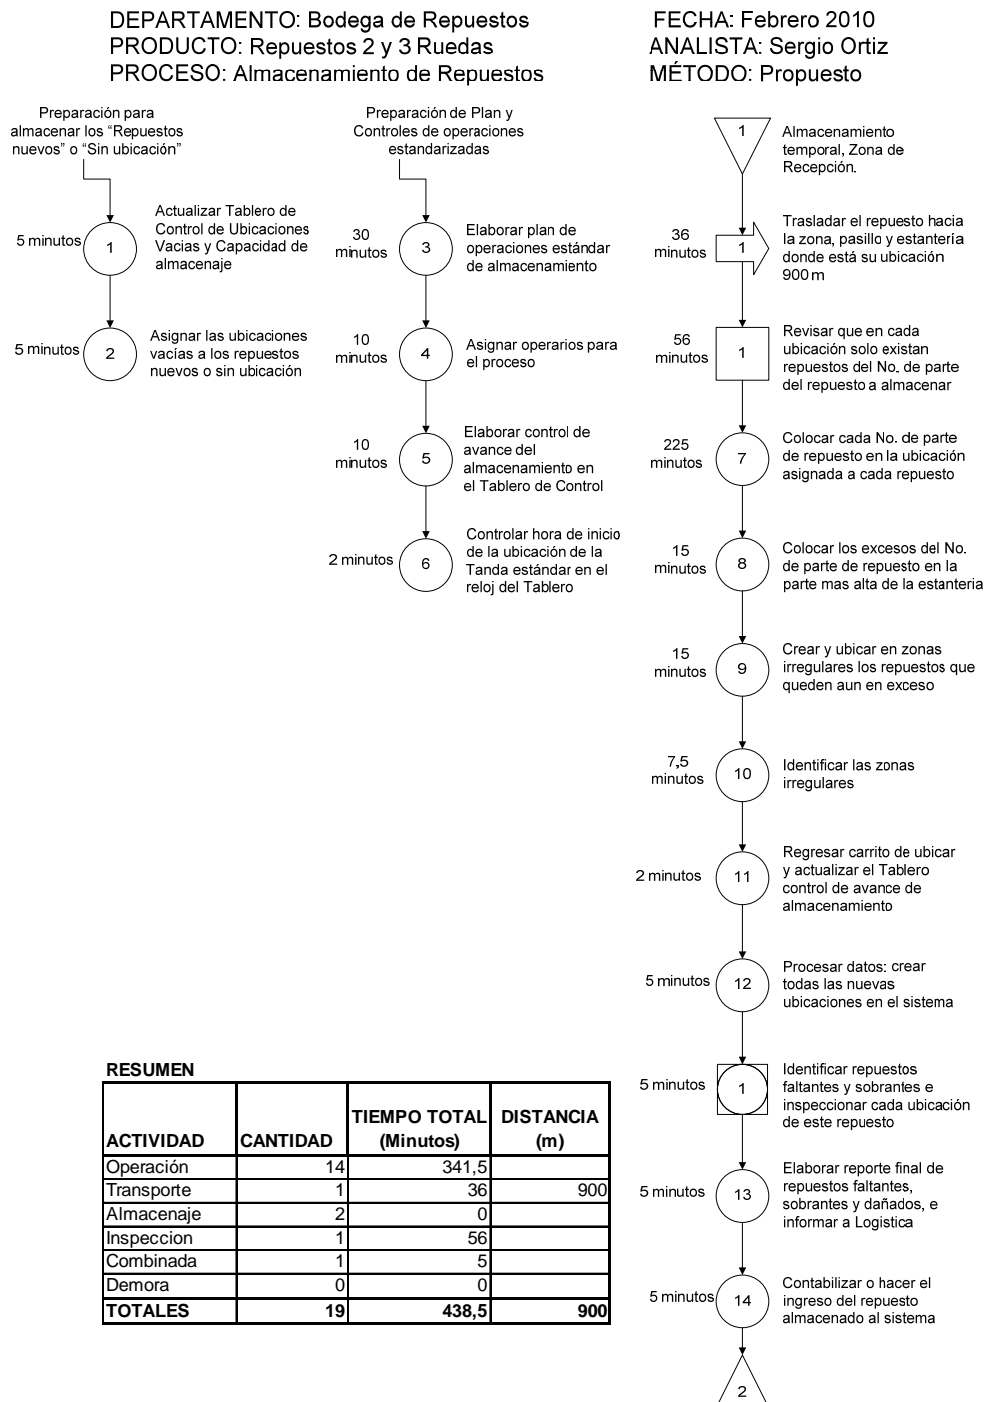 DEPARTAMENTO: Bodega de Repuestos
PRODUCTO: Repuestos 2 y 3 Ruedas
PROCESO: Almacenamiento de Repuestos
FECHA: Febrero 2010
ANALISTA: Sergio Ortiz
MÉTODO: Propuesto
Preparación para
almacenar los “Repuestos
nuevos” o “Sin ubicación”
5 minutos
1
Actualizar Tablero de
Control de Ubicaciones
Vacias y Capacidad de
almacenaje
5 minutos
2
Asignar las ubicaciones
vacías a los repuestos
nuevos o sin ubicación
Preparación de Plan y
Controles de operaciones
estandarizadas
30
minutos
3
Elaborar plan de
operaciones estándar
de almacenamiento
10
minutos
4
Asignar operarios para
el proceso
10
minutos
5
Elaborar control de
avance del
almacenamiento en
el Tablero de Control
2 minutos
6
Controlar hora de inicio
de la ubicación de la
Tanda estándar en el
reloj del Tablero
1
Almacenamiento
temporal, Zona de
Recepción.
36
minutos
1
Trasladar el repuesto hacia
la zona, pasillo y estantería
donde está su ubicación
900 m
56
minutos
1
Revisar que en cada
ubicación solo existan
repuestos del No. de parte
del repuesto a almacenar
225
minutos
7
Colocar cada No. de parte
de repuesto en la ubicación
asignada a cada repuesto
15
minutos
8
Colocar los excesos del No.
de parte de repuesto en la
parte mas alta de la estanteria
15
minutos
9
Crear y ubicar en zonas
irregulares los repuestos que
queden aun en exceso
7,5
minutos
10
Identificar las zonas
irregulares
2 minutos
11
Regresar carrito de ubicar
y actualizar el Tablero
control de avance de
almacenamiento
5 minutos
12
Procesar datos: crear
todas las nuevas
ubicaciones en el sistema
5 minutos
1
Identificar repuestos
faltantes y sobrantes e
inspeccionar cada ubicación
de este repuesto
5 minutos
13
Elaborar reporte final de
repuestos faltantes,
sobrantes y dañados, e
informar a Logistica
5 minutos
14
Contabilizar o hacer el
ingreso del repuesto
almacenado al sistema
2
RESUMEN
ACTIVIDAD CANTIDAD TIEMPO TOTAL (Minutos) DISTANCIA (m)
Operación 14 341,5
Transporte 1 36 900
Almacenaje 2 0
Inspeccion 1 56
Combinada 1 5
Demora 0 0
TOTALES 19 438,5 900